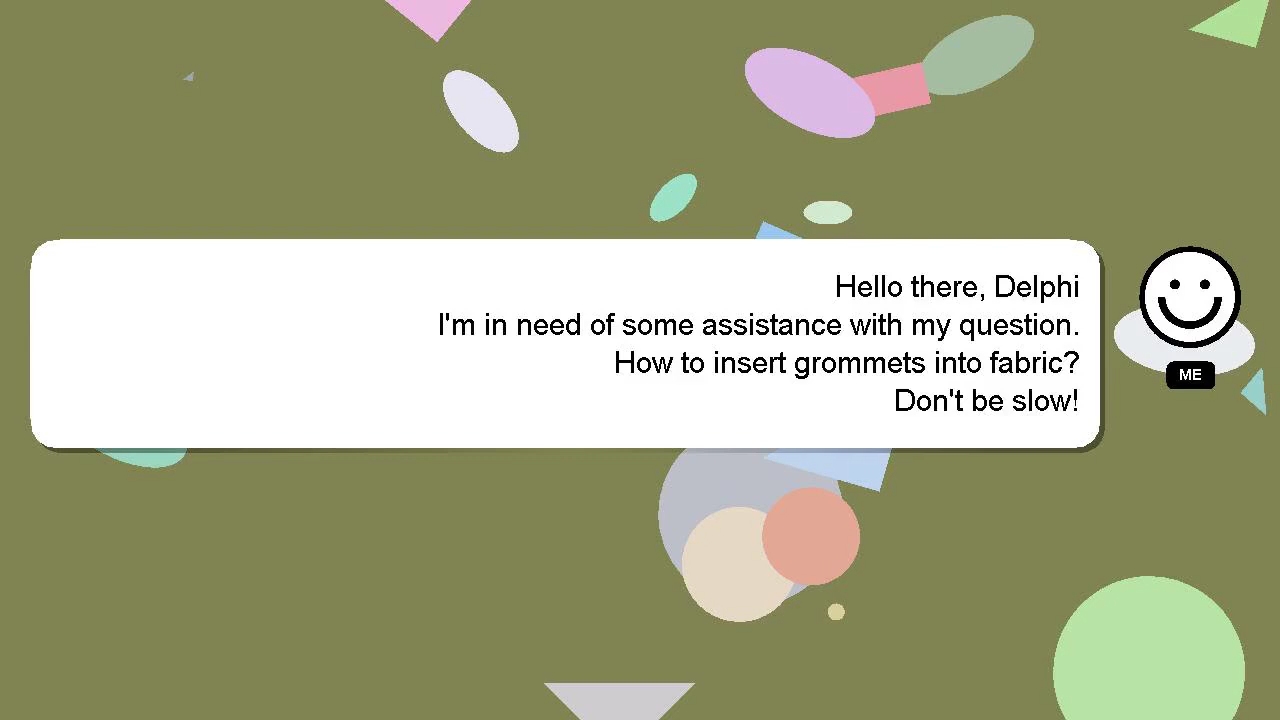 Hello there, Delphi
I'm in need of some assistance with my question.
How to insert grommets into fabric?
Don't be slow!
ME